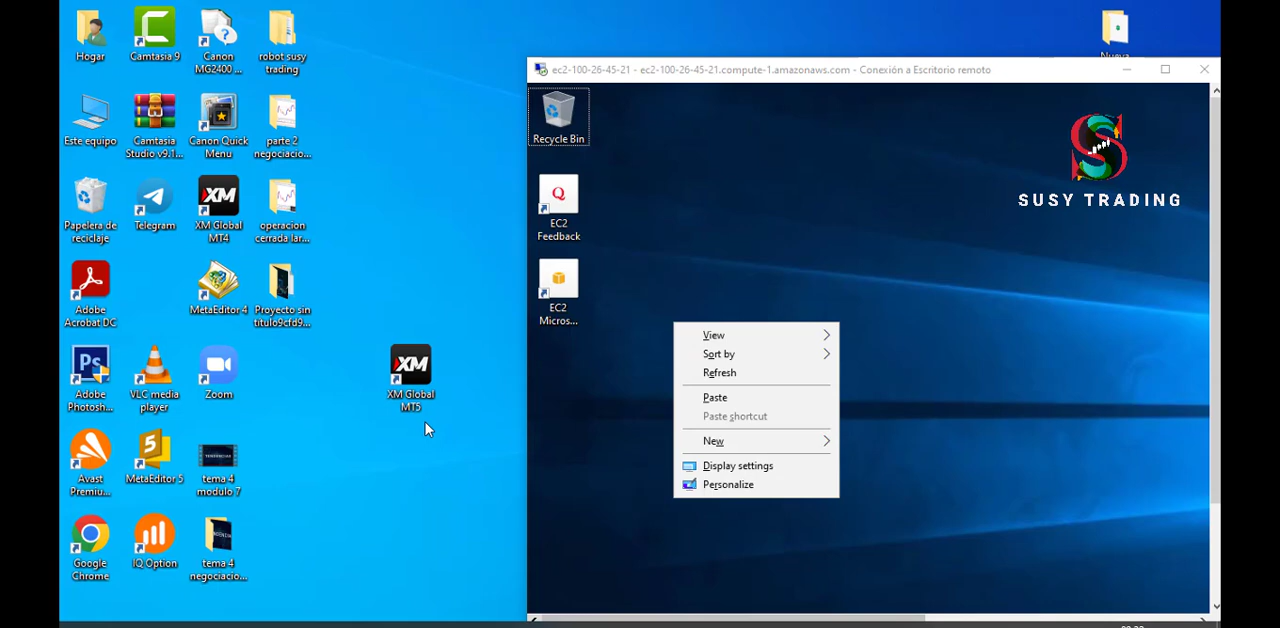 Hogar
Camtasia 9
Canon
MG2400 ...
robot susy
trading
Este equipo
Camtasia
Studio v9.1...
Canon Quick
Menu
parte 2
negociacio...
Papelera de
reciclaje
Telegram
XM
XM Global
MT4
operacion
cerrada lar...
Adobe
Acrobat DC
MetaEditor 4
Proyecto sin
titulo9cfd9...
Ps
Adobe
Photosh...
VLC media
player
Zoom
XM
XM Global
MT5
Avast
Premiu...
5
MetaEditor 5
tema 4
modulo 7
Google
Chrome
IQ Option
tema 4
negociacio...
Nueva
ec2-100-26-45-21 - ec2-100-26-45-21.compute-1.amazonaws.com - Conexión a Escritorio remoto
Recycle Bin
Q
EC2
Feedback
EC2
Micros...
SUSY TRADING
View
Sort by
Refresh
Paste
Paste shortcut
New
Display settings
Personalize